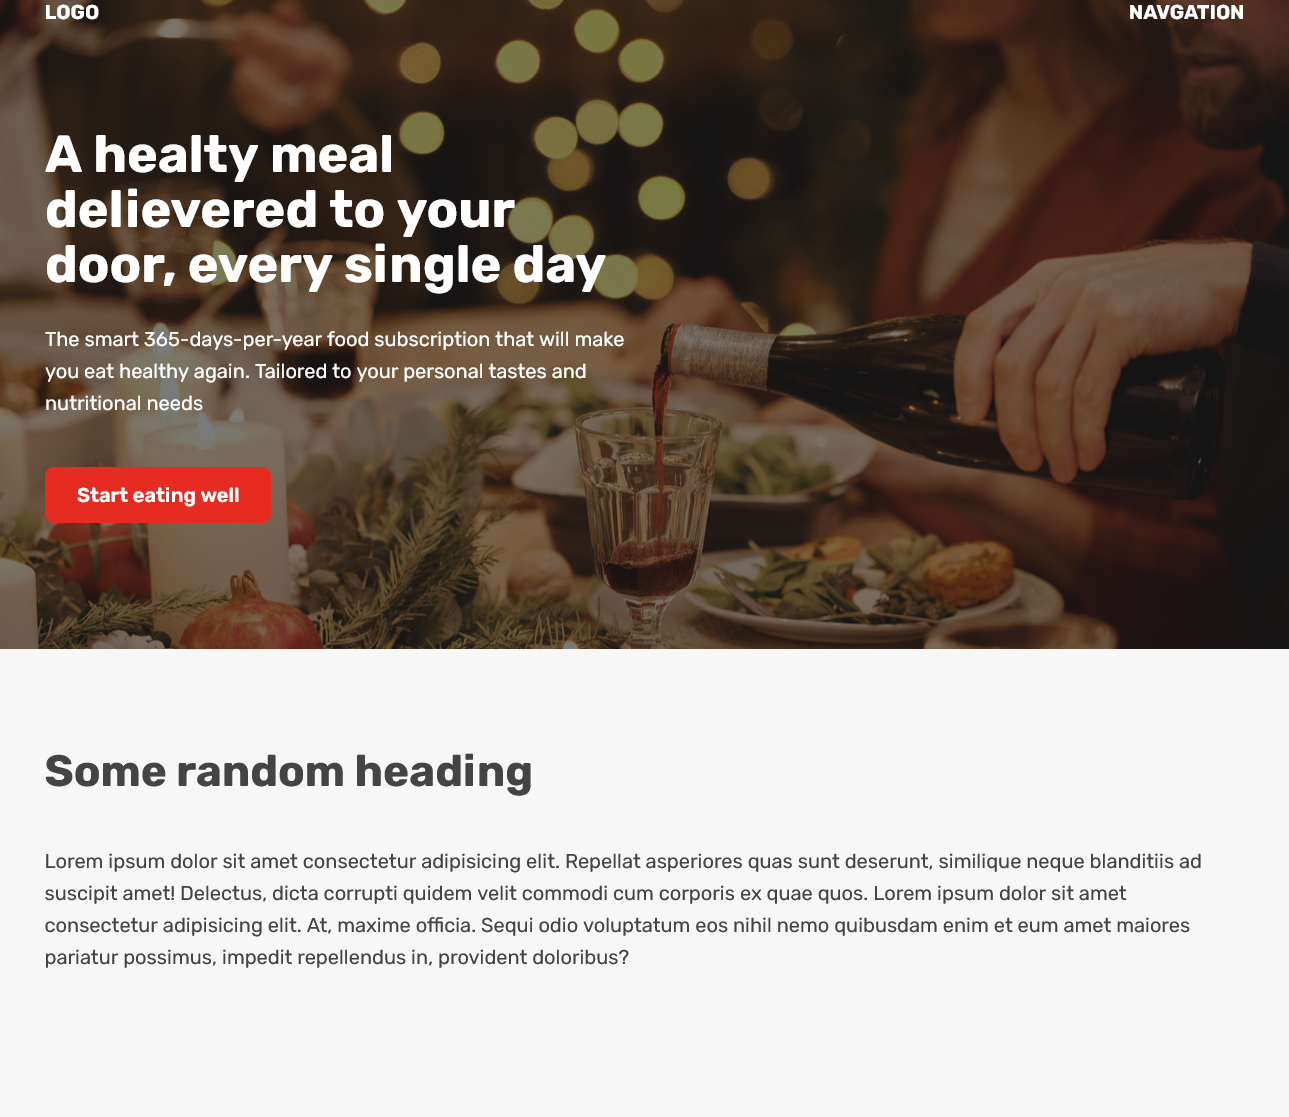 LOGO
NAVGATION
A healty meal
delievered to your
door, every single day
The smart 365-days-per-year food subscription that will make
you eat healthy again. Tailored to your personal tastes and
nutritional needs
Start eating well
Some random heading
Lorem ipsum dolor sit amet consectetur adipisicing elit. Repellat asperiores quas sunt deserunt, similique neque blanditiis ad
suscipit amet! Delectus, dicta corrupti quidem velit commodi cum corporis ex quae quos. Lorem ipsum dolor sit amet
consectetur adipisicing elit. At, maxime officia. Sequi odio voluptatum eos nihil nemo quibusdam enim et eum amet maiores
pariatur possimus, impedit repellendus in, provident doloribus?